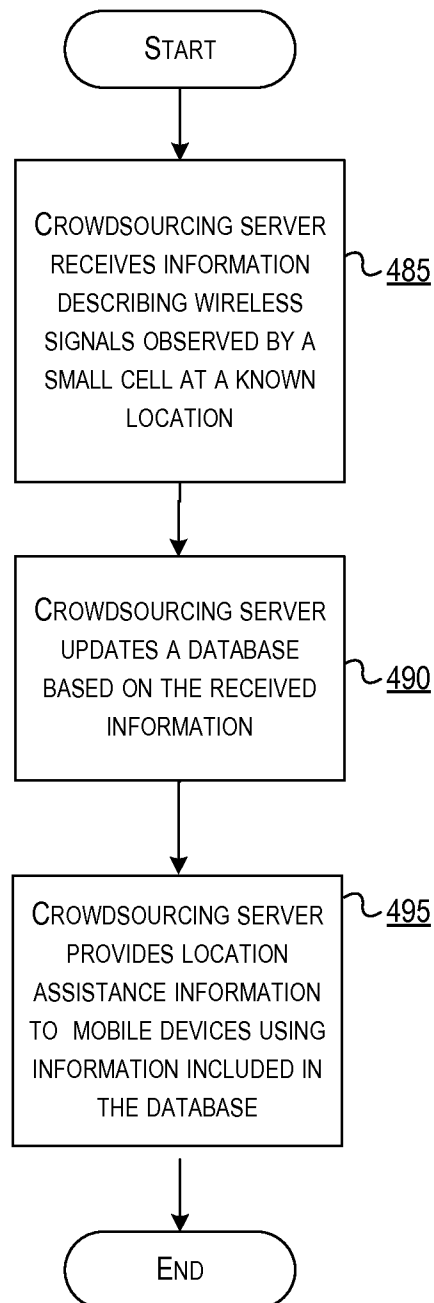 START
CROWDSOURCING SERVER
RECEIVES INFORMATION
DESCRIBING WIRELESS
SIGNALS OBSERVED BY A
SMALL CELL AT A KNOWN
LOCATION
485
CROWDSOURCING SERVER
UPDATES A DATABASE
BASED ON THE RECEIVED
INFORMATION
490
CROWDSOURCING SERVER
PROVIDES LOCATION
ASSISTANCE INFORMATION
TO MOBILE DEVICES USING
INFORMATION INCLUDED IN
THE DATABASE
495
END